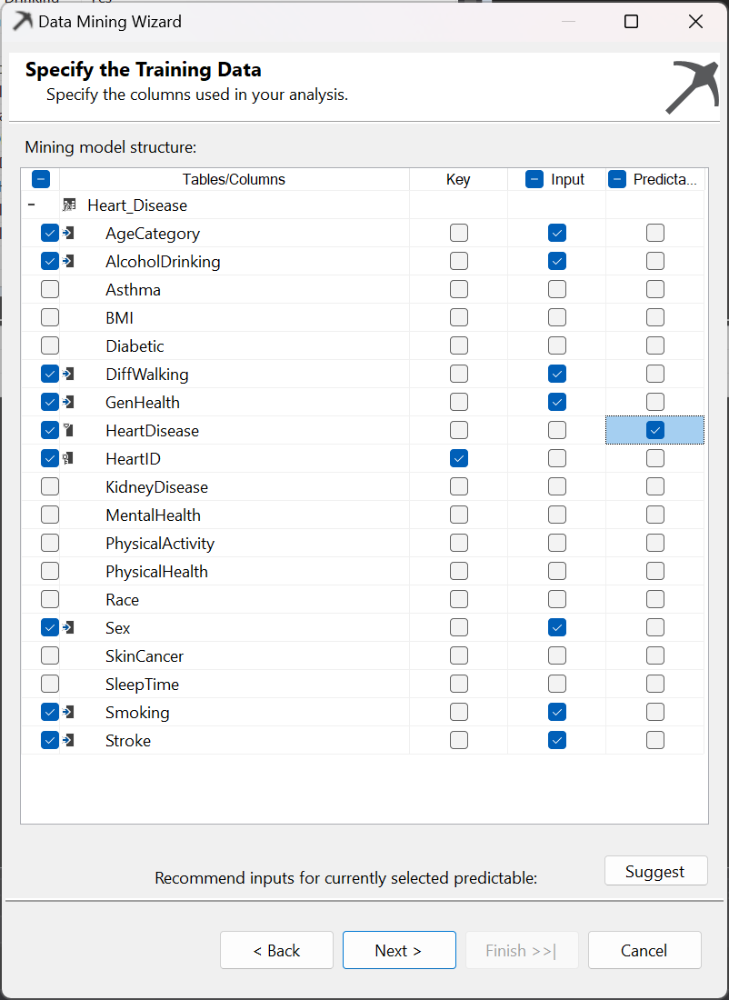 Data Mining Wizard
Specify the Training Data
Specify the columns used in your analysis.
Mining model structure:
Tables/Columns Key Input Predicta...
Heart_Disease
AgeCategory
AlcoholDrinking
Asthma
BMI
Diabetic
DiffWalking
GenHealth
HeartDisease
HeartID
KidneyDisease
MentalHealth
PhysicalActivity
PhysicalHealth
Race
Sex
SkinCancer
SleepTime
Smoking
Stroke
Recommend inputs for currently selected predictable: Suggest
< Back Next > Finish >>| Cancel